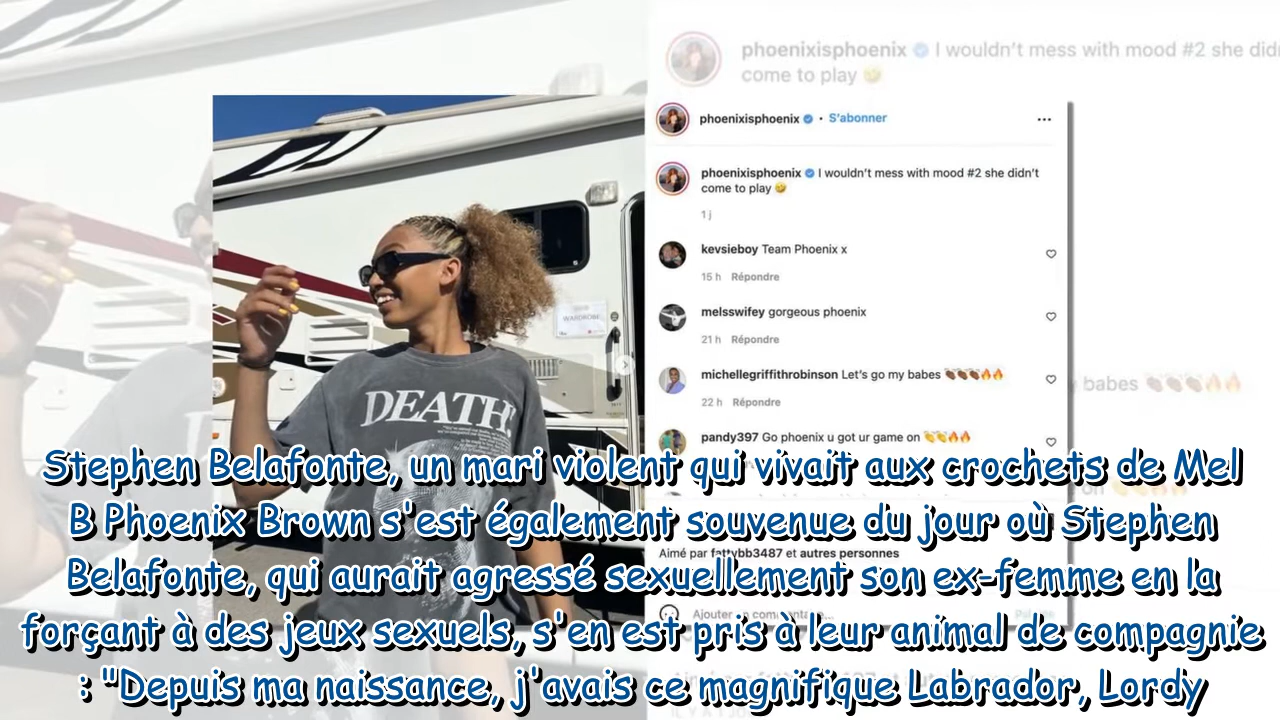 phoenixisphoenix I wouldn't mess with mood #2 she didn
come to play 🤣
phoenixisphoenix • S'abonner
phoenixisphoenix I wouldn't mess with mood #2 she didn't
come to play 🤣
1 j
kevsieboy Team Phoenix x
15 h Répondre
melsswifey gorgeous phoenix
21 h Répondre
michellegriffithrobinson Let's go my babes 👏🏾👏🏾👏🏾🔥🔥
22 h Répondre
pandy397 Go phoenix u got ur game on 👏👏🔥🔥
babes 👏🏾👏🏾👏🏾🔥🔥
WARDROBE
DEATH
Stephen Belafonte, un mari violent qui vivait aux crochets de Mel
B Phoenix Brown s'est également souvenue du jour où Stephen
Aimé par fattybb3487 et autres personnes
Belafonte, qui aurait agressé sexuellement son ex-femme en la
Ajouter un commentaire...
forçant à des jeux sexuels, s'en est pris à leur animal de compagnie
: "Depuis ma naissance, j'avais ce magnifique Labrador, Lordy